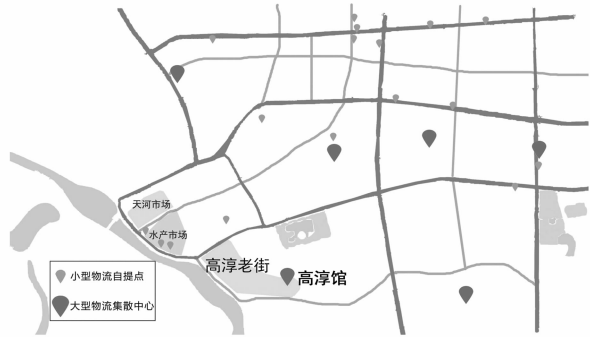 天河市场
水产市场
高淳老街
高淳馆
小型物流自提点
大型物流集散中心